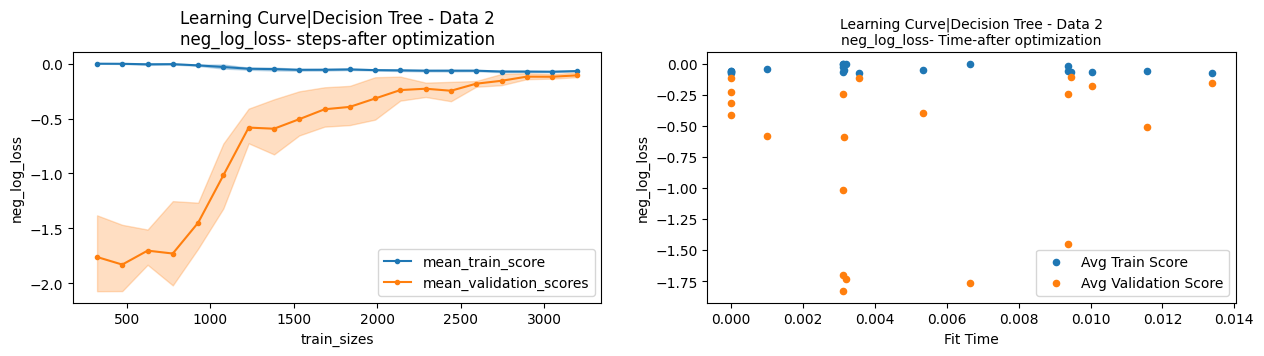 Learning Curve|Decision Tree - Data 2
neg_log_loss- steps-after optimization
neg_log_loss
0.0
−0.5
−1.0
−1.5
−2.0
500
1000
1500
2000
2500
3000
train_sizes
mean_train_score
mean_validation_scores
Learning Curve|Decision Tree - Data 2
neg_log_loss- Time-after optimization
neg_log_loss
0.00
−0.25
−0.50
−0.75
−1.00
−1.25
−1.50
−1.75
0.000
0.002
0.004
0.006
0.008
0.010
0.012
0.014
Fit Time
Avg Train Score
Avg Validation Score